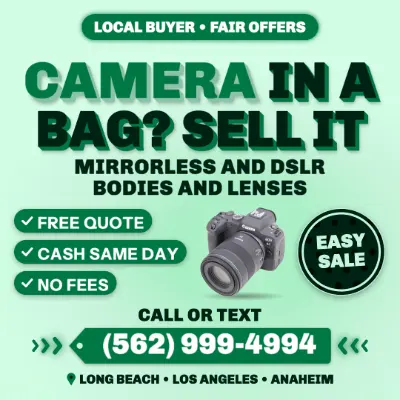 LOCAL BUYER • FAIR OFFERS
CAMERA IN A
BAG? SELL IT
MIRRORLESS AND DSLR
BODIES AND LENSES
FREE QUOTE
CASH SAME DAY
NO FEES
Canon
EASY
SALE
CALL OR TEXT
(562) 999-4994
LONG BEACH • LOS ANGELES • ANAHEIM